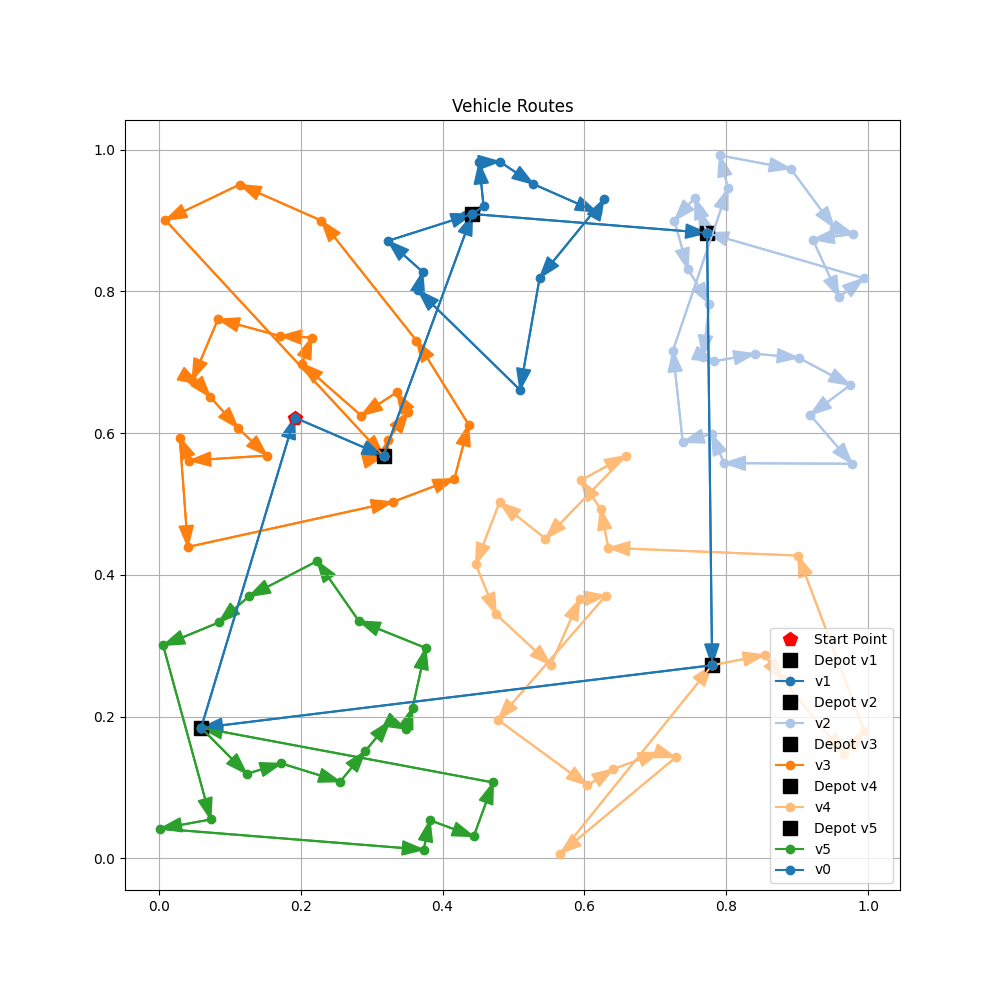 Vehicle Routes
1.0
0.8
0.6
0.4
0.2
0.0
0.0 0.2 0.4 0.6 0.8 1.0
Start Point
Depot v1
v1
Depot v2
v2
Depot v3
v3
Depot v4
v4
Depot v5
v5
v0